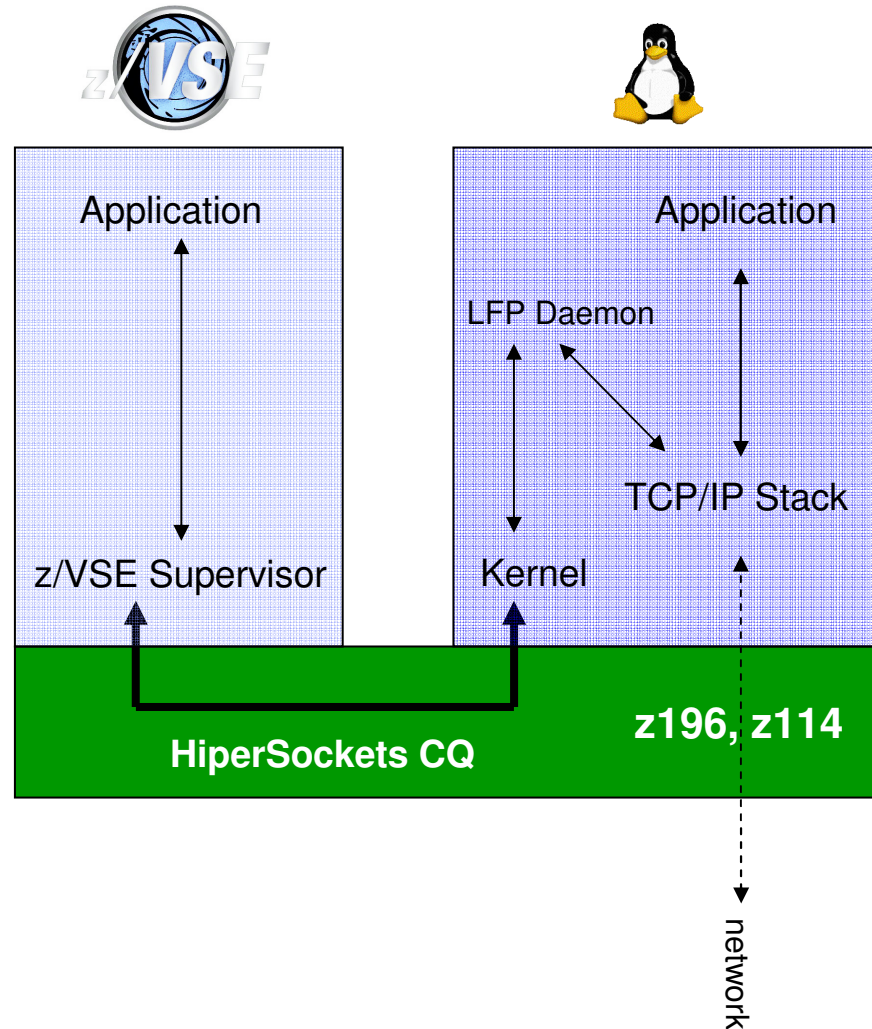 z/VSE
Application
Application
LFP Daemon
TCP/IP Stack
z/VSE Supervisor
Kernel
z196, z114
HiperSockets CQ
network